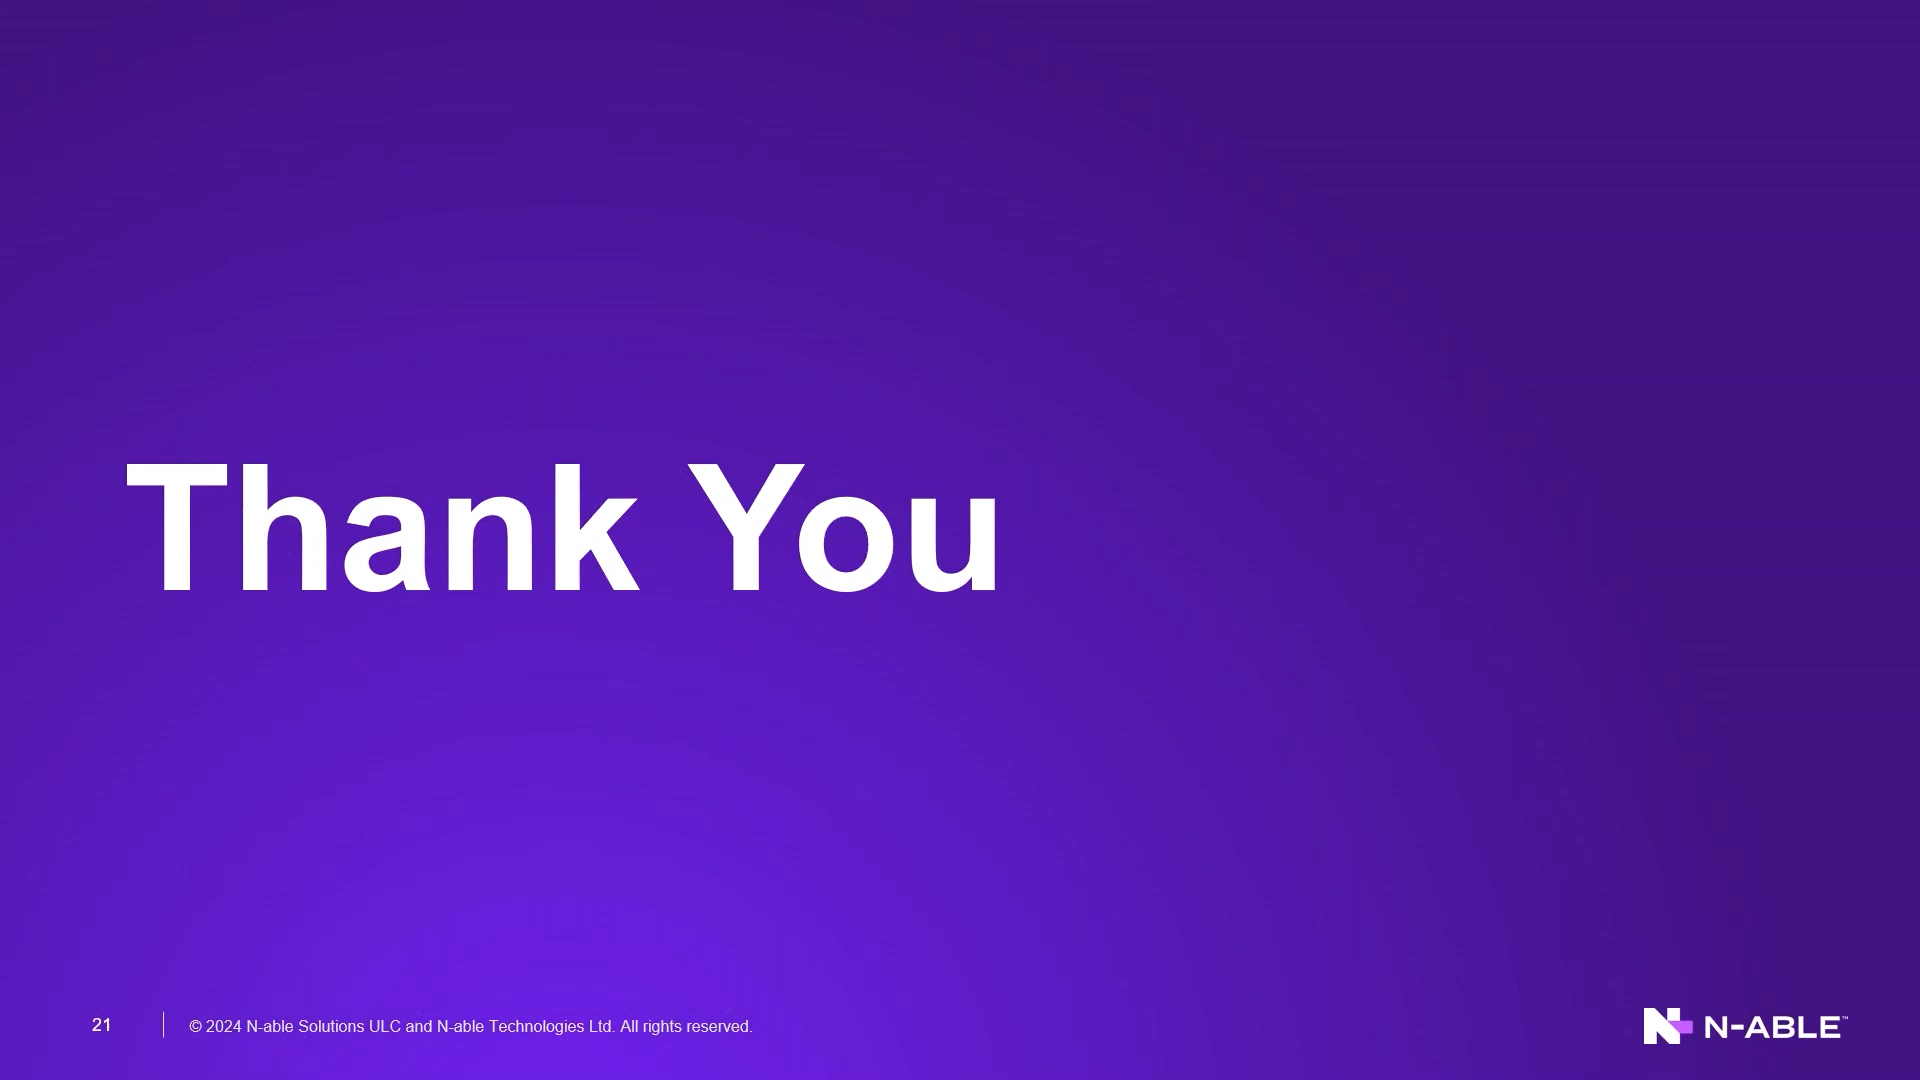 Thank You
21
© 2024 N-able Solutions ULC and N-able Technologies Ltd. All rights reserved.
N-ABLE™